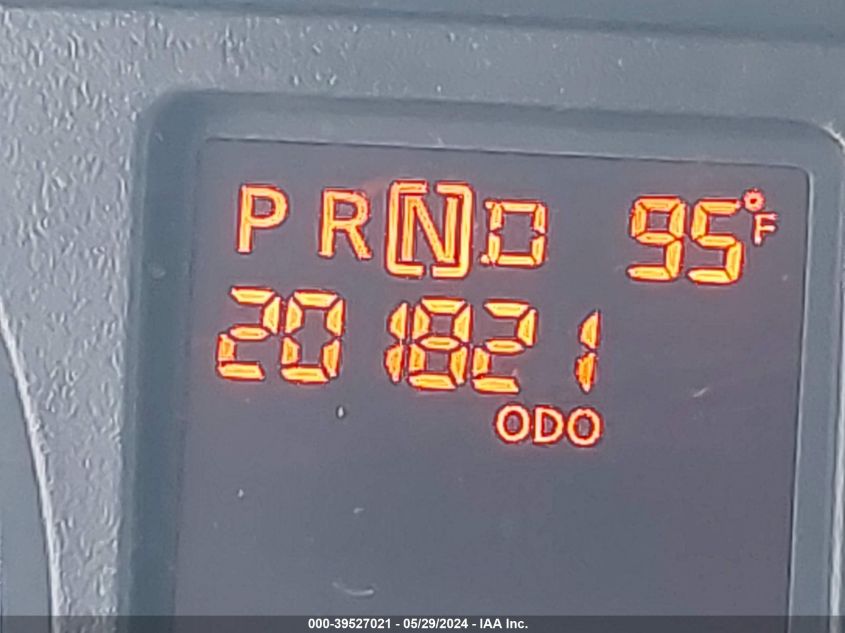 P R [N] D 95°F
201821
ODO
000-39527021 - 05/29/2024 - IAA Inc.